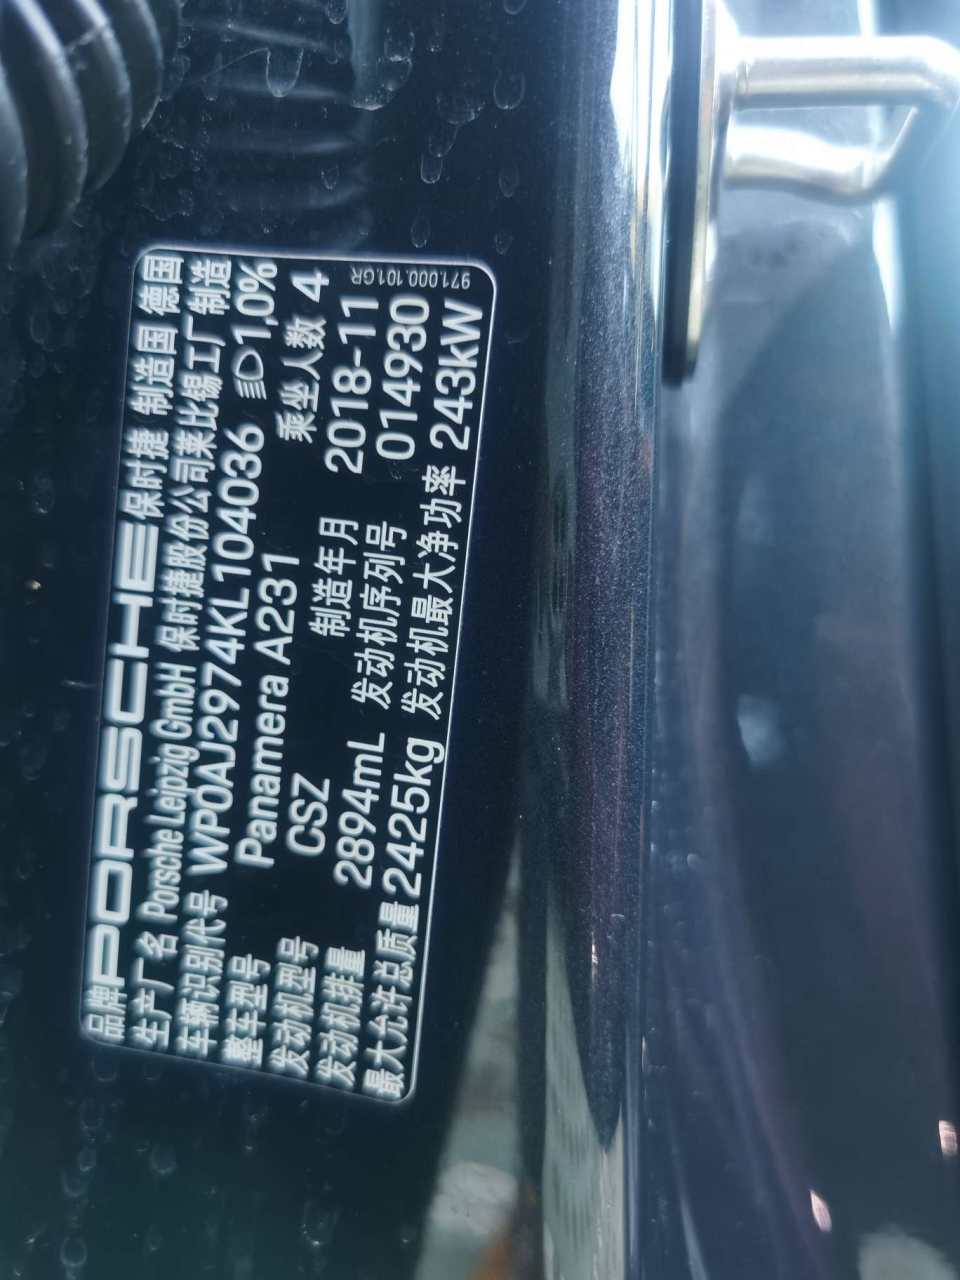 品牌 PORSCHE 保时捷 制造国 德国
生产厂名 Porsche Leipzig GmbH 保时捷股份公司莱比锡工厂制造
车辆识别代号 WP0AJ2974KL104036 1,0%
整车型号 Panamera A231
发动机型号 CSZ 乘坐人数 4
发动机排量 2894mL 制造年月 2018-11
发动机序列号 014930
最大允许总质量 2425kg 发动机最大净功率 243kW
971.000.101.GR